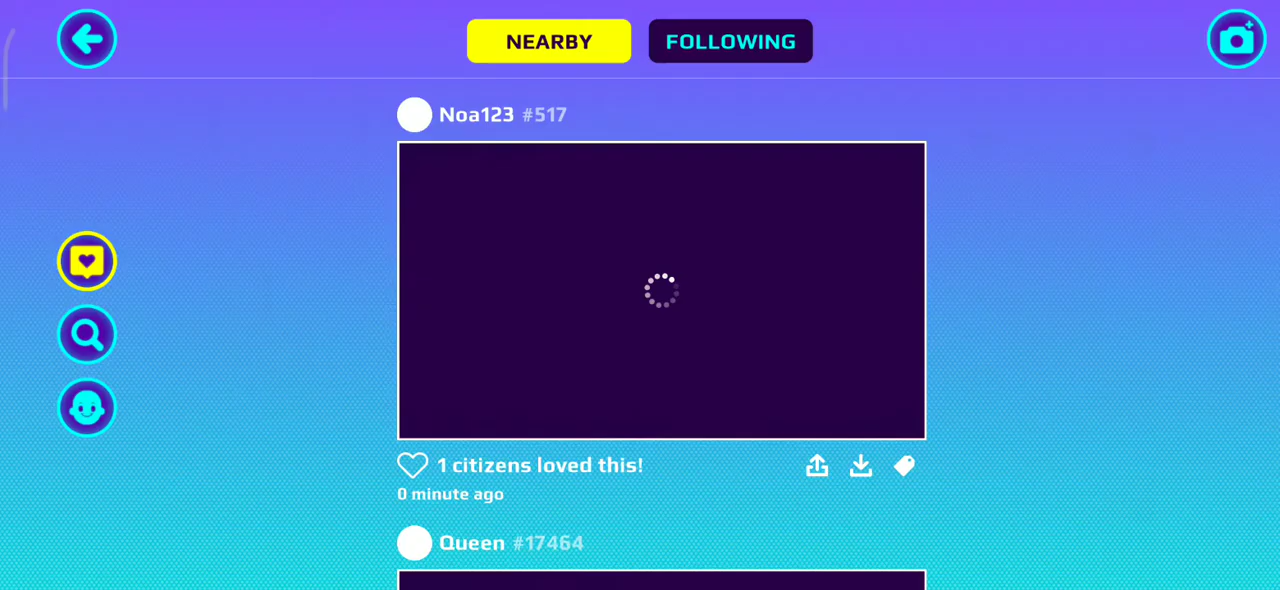 NEARBY
FOLLOWING
Noa123 #517
1 citizens loved this!
0 minute ago
Queen #17464